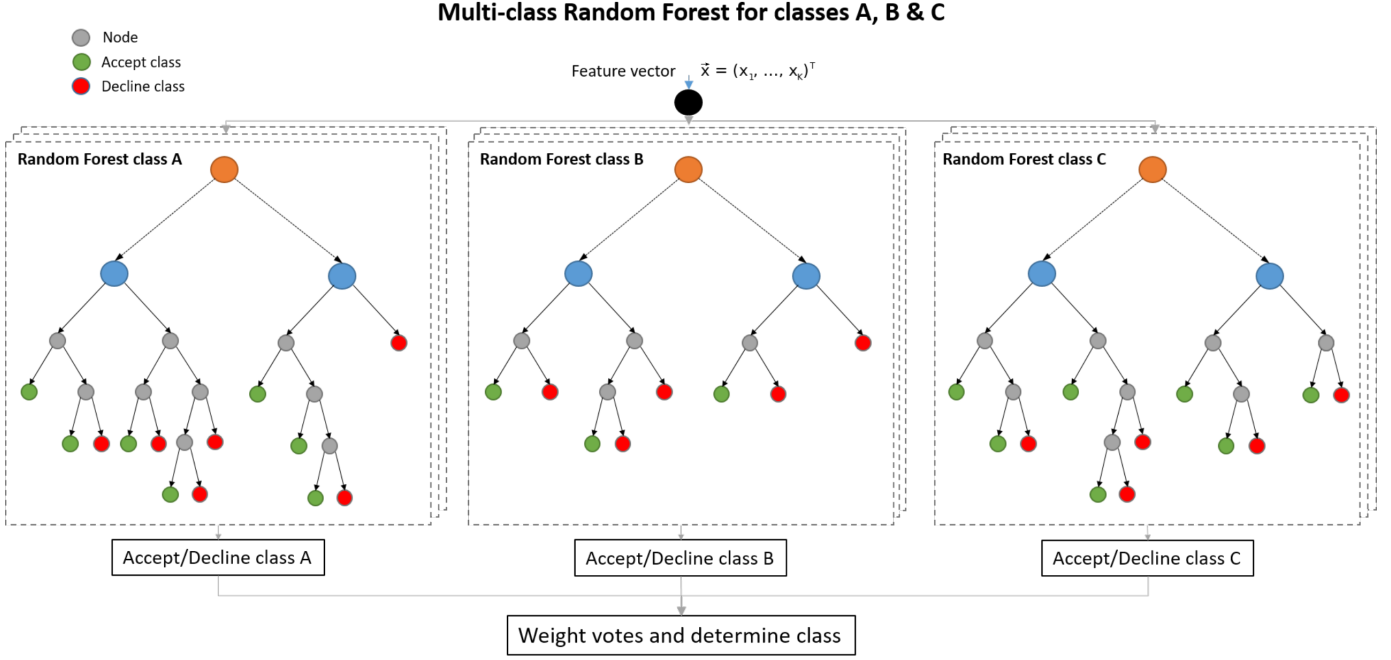 Multi-class Random Forest for classes A, B & C
Node
Accept class
Decline class
Feature vector x⃗ = (x₁, ..., xₖ)ᵀ
Random Forest class A
Random Forest class B
Random Forest class C
Accept/Decline class A
Accept/Decline class B
Accept/Decline class C
Weight votes and determine class